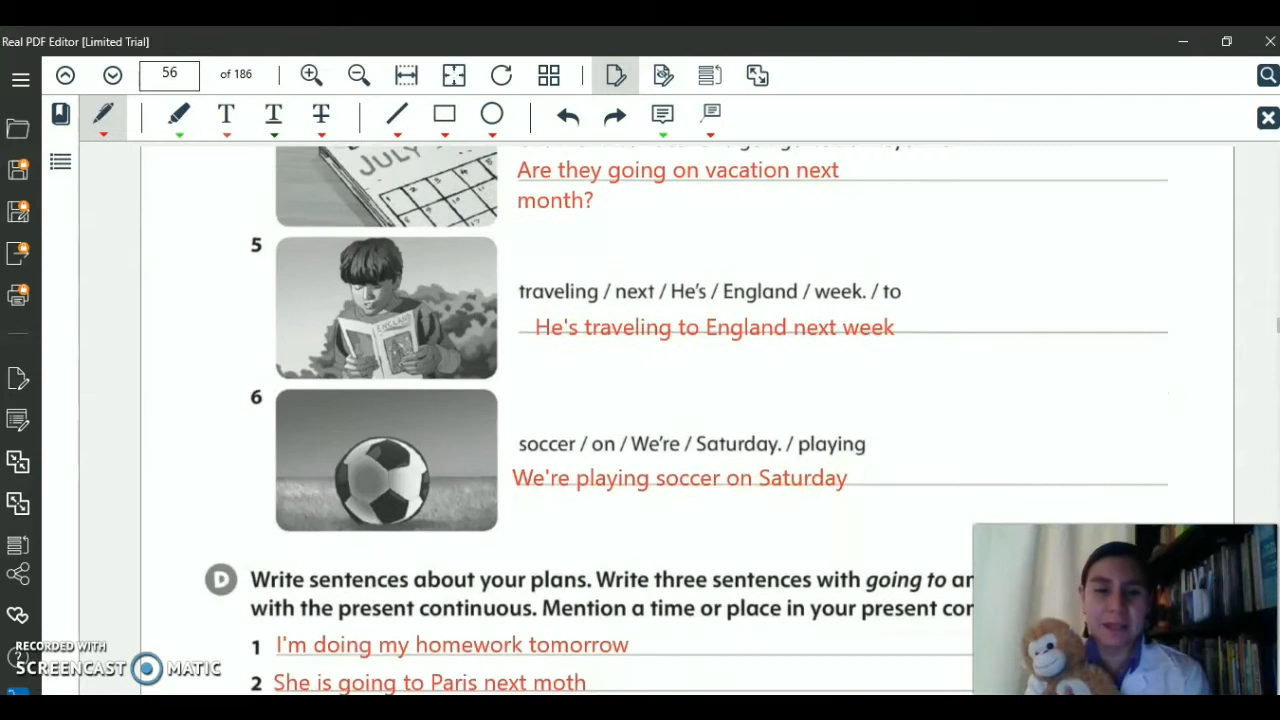 Real PDF Editor [Limited Trial]
56
of 186
JULY
Are they going on vacation next
month?
5
ENGLAND
traveling / next / He's / England / week. / to
He's traveling to England next week
6
soccer / on / We're / Saturday. / playing
We're playing soccer on Saturday
D
Write sentences about your plans. Write three sentences with going to
with the present continuous. Mention a time or place in your present
1 I'm doing my homework tomorrow
2 She is going to Paris next moth
RECORDED WITH
SCREENCAST MATIC